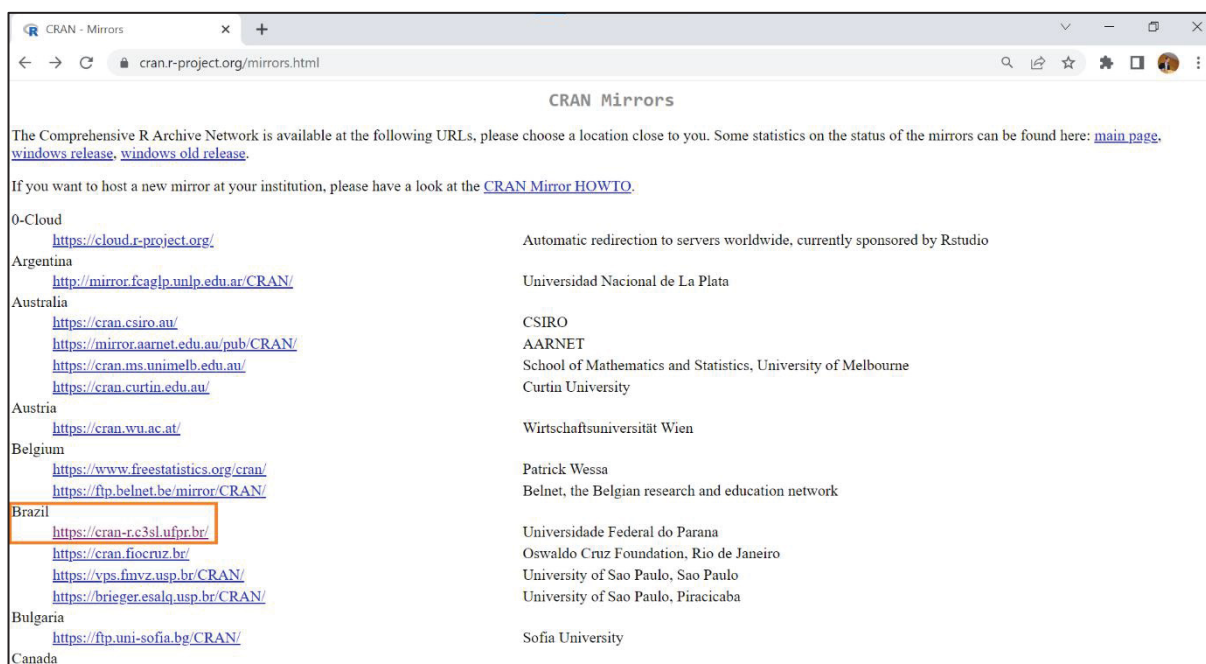 CRAN - Mirrors
cran.r-project.org/mirrors.html
CRAN Mirrors
The Comprehensive R Archive Network is available at the following URLs, please choose a location close to you. Some statistics on the status of the mirrors can be found here: main page,
windows release, windows old release.
If you want to host a new mirror at your institution, please have a look at the CRAN Mirror HOWTO.
0-Cloud
https://cloud.r-project.org/ Automatic redirection to servers worldwide, currently sponsored by Rstudio
Argentina
http://mirror.fcaglp.unlp.edu.ar/CRAN/ Universidad Nacional de La Plata
Australia
https://cran.csiro.au/ CSIRO
https://mirror.aarnet.edu.au/pub/CRAN/ AARNET
https://cran.ms.unimelb.edu.au/ School of Mathematics and Statistics, University of Melbourne
https://cran.curtin.edu.au/ Curtin University
Austria
https://cran.wu.ac.at/ Wirtschaftsuniversität Wien
Belgium
https://www.freestatistics.org/cran/ Patrick Wessa
https://ftp.belnet.be/mirror/CRAN/ Belnet, the Belgian research and education network
Brazil
https://cran-r.c3sl.ufpr.br/ Universidade Federal do Parana
https://cran.fiocruz.br/ Oswaldo Cruz Foundation, Rio de Janeiro
https://vps.fmvz.usp.br/CRAN/ University of Sao Paulo, Sao Paulo
https://brieger.esalq.usp.br/CRAN/ University of Sao Paulo, Piracicaba
Bulgaria
https://ftp.uni-sofia.bg/CRAN/ Sofia University
Canada